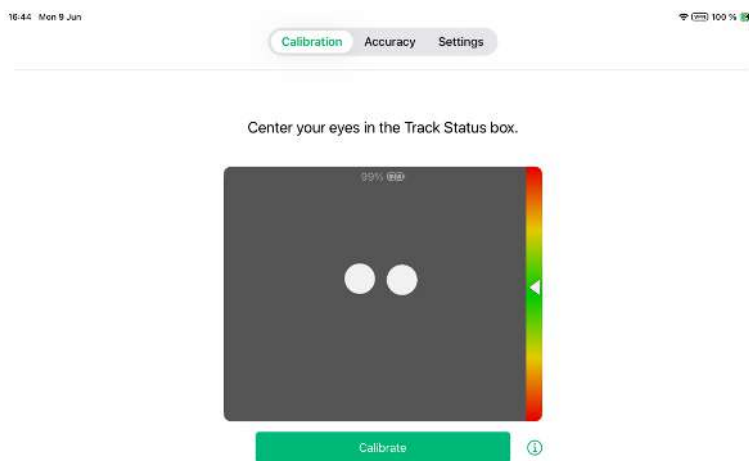 16:44 Mon 9 Jun
100 %
Calibration Accuracy Settings
Center your eyes in the Track Status box.
99%
Calibrate